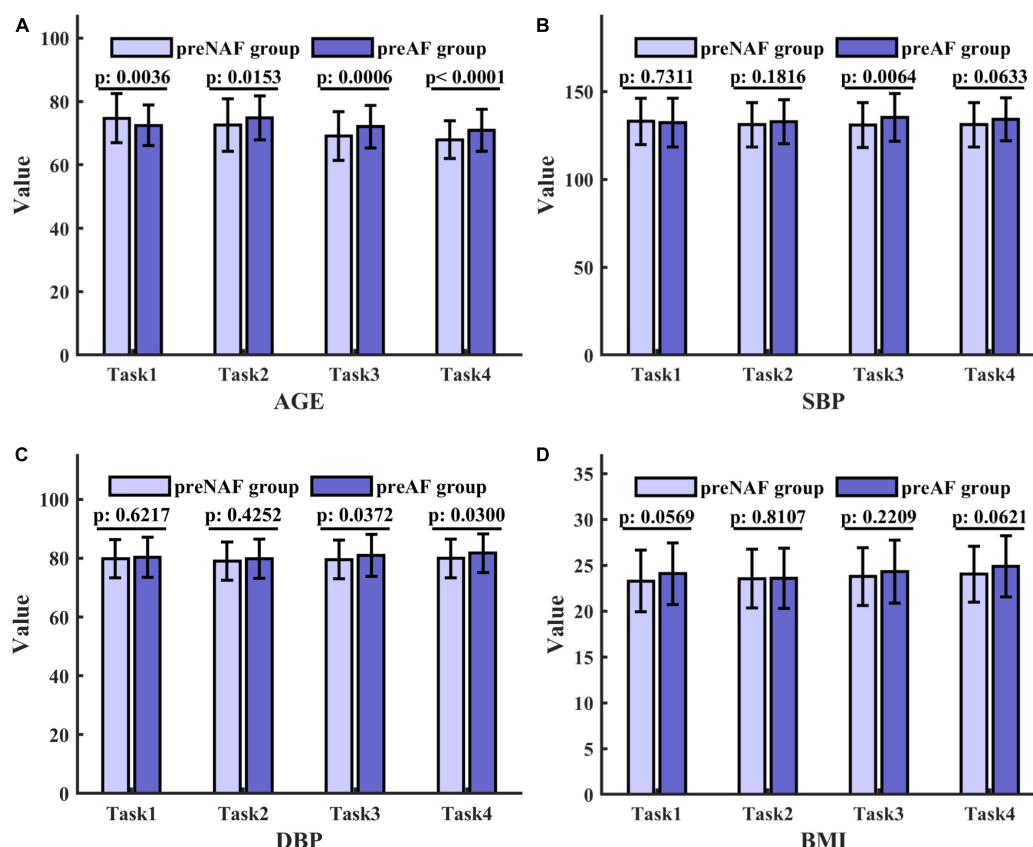 A
100
preNAF group preAF group
p: 0.0036 p: 0.0153 p: 0.0006 p< 0.0001
80
60
40
20
0
Value
Task1 Task2 Task3 Task4
AGE
B
preNAF group preAF group
p: 0.7311 p: 0.1816 p: 0.0064 p: 0.0633
150
100
50
0
Value
Task1 Task2 Task3 Task4
SBP
C
100
preNAF group preAF group
p: 0.6217 p: 0.4252 p: 0.0372 p: 0.0300
80
60
40
20
0
Value
Task1 Task2 Task3 Task4
DBP
D
35
preNAF group preAF group
p: 0.0569 p: 0.8107 p: 0.2209 p: 0.0621
30
25
20
15
10
5
0
Value
Task1 Task2 Task3 Task4
BMI